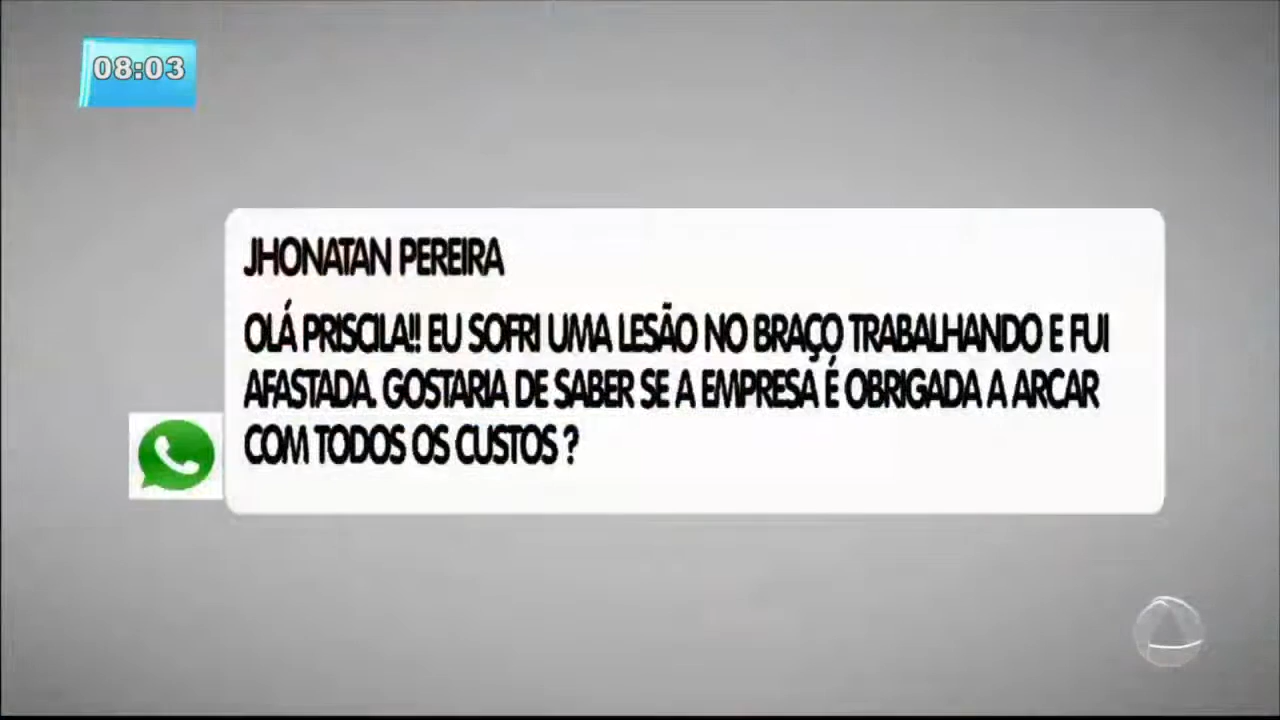 08:03
JHONATAN PEREIRA
OLÁ PRISCILA!! EU SOFRI UMA LESÃO NO BRAÇO TRABALHANDO E FUI
AFASTADA. GOSTARIA DE SABER SE A EMPRESA É OBRIGADA A ARCAR
COM TODOS OS CUSTOS ?